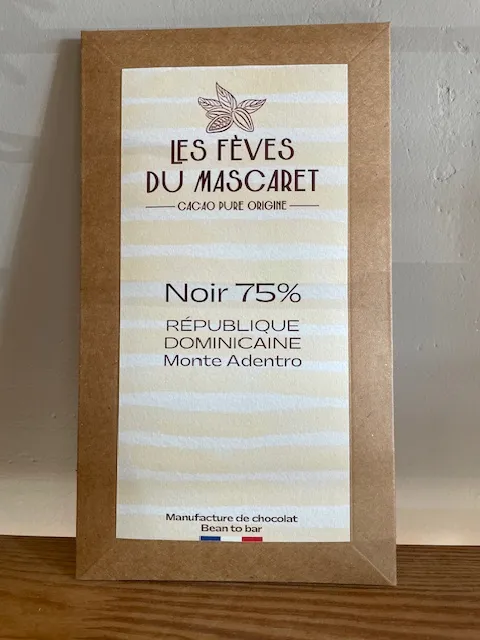 LES FÈVES
DU MASCARET
CACAO PURE ORIGINE
Noir 75%
RÉPUBLIQUE
DOMINICAINE
Monte Adentro
Manufacture de chocolat
Bean to bar